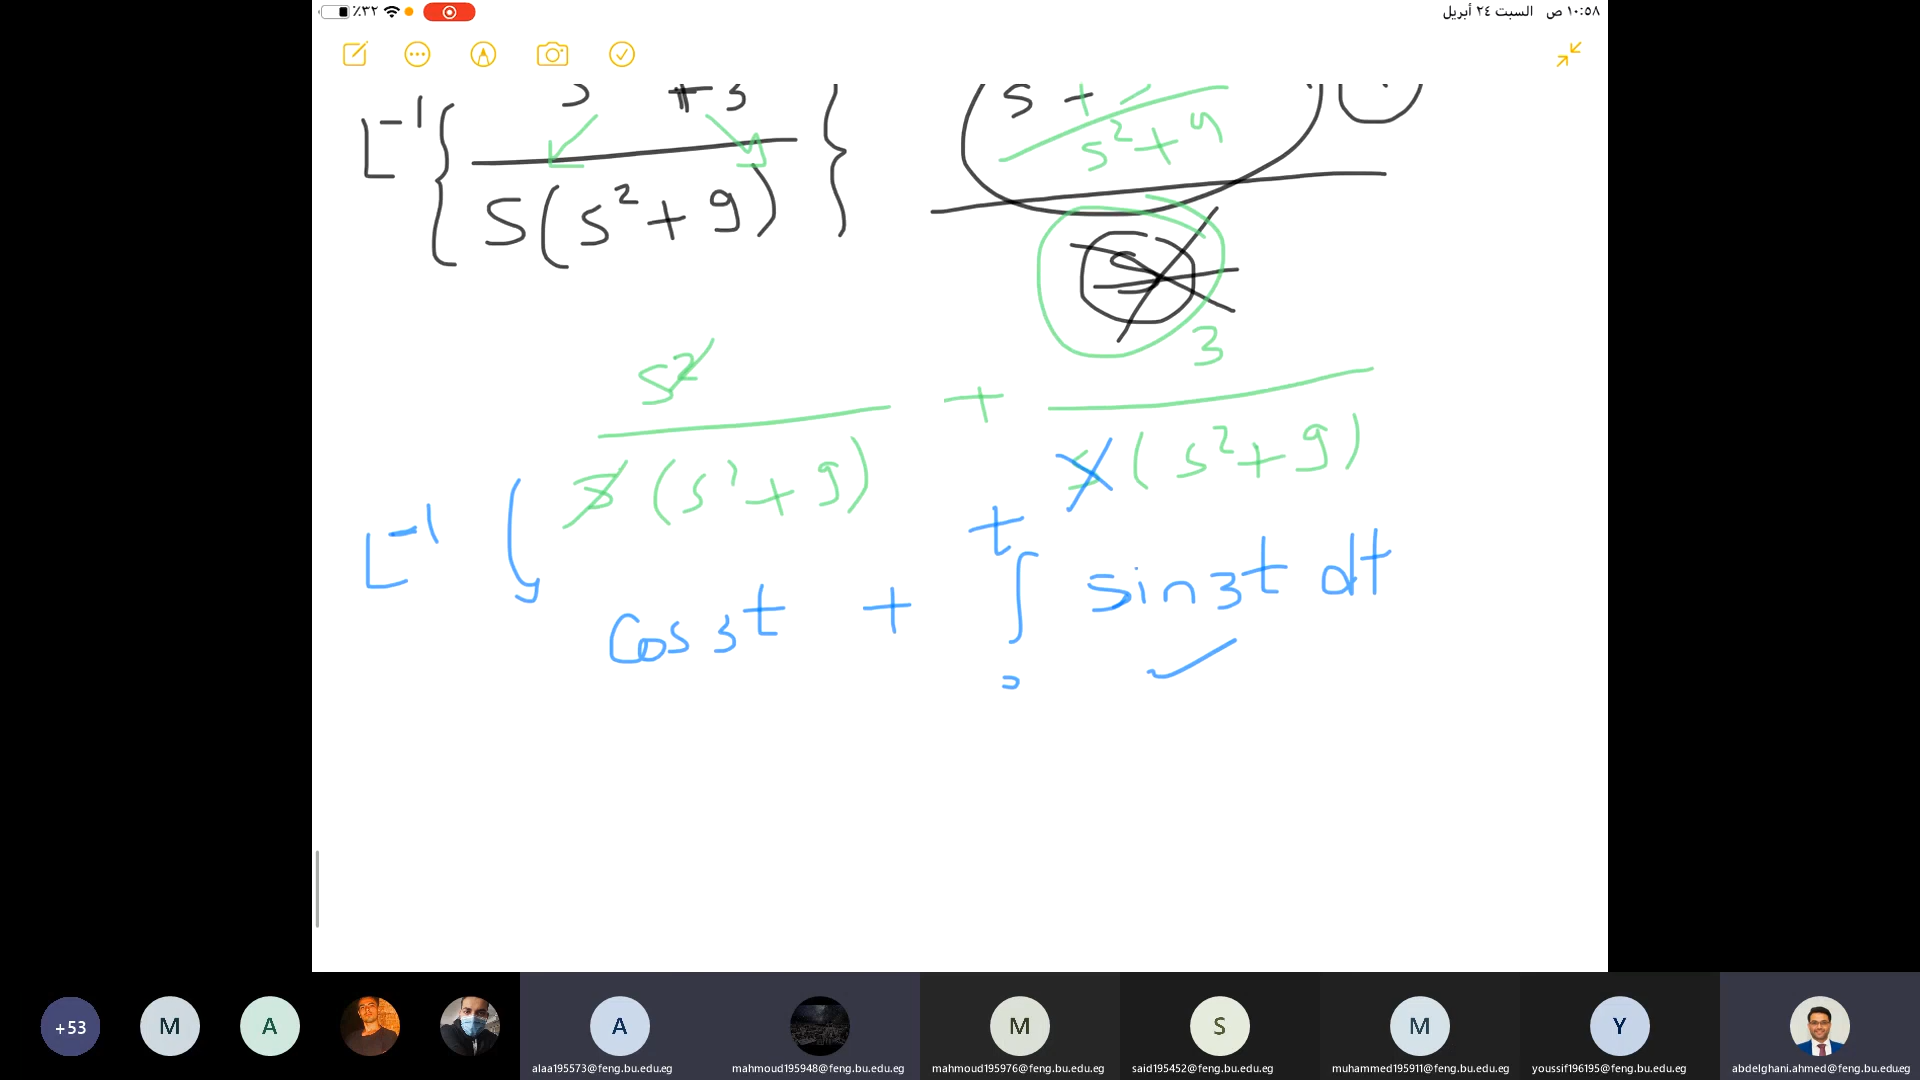 ٪٣٢
السبت ٢٤ أبريل ١٠:٥٨ ص
L⁻¹ { + 3 / S(s² + 9) }
s + / s² + 9
s² / s(s² + 9) + 3 / s(s² + 9)
L⁻¹ (
cos 3t + ∫₀ᵗ sin 3t dt
+53
M
A
A
M
S
M
Y
alaa195573@feng.bu.edu.eg
mahmoud195948@feng.bu.edu.eg
mahmoud195976@feng.bu.edu.eg
said195452@feng.bu.edu.eg
muhammed195911@feng.bu.edu.eg
youssif196195@feng.bu.edu.eg
abdelghani.ahmed@feng.bu.edu.eg